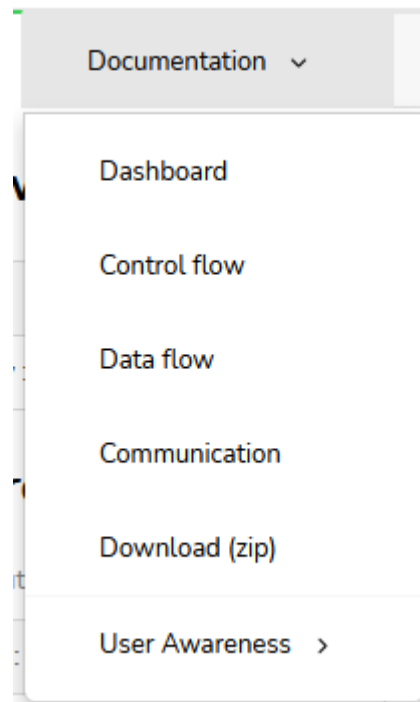 Documentation
Dashboard
Control flow
Data flow
Communication
Download (zip)
User Awareness